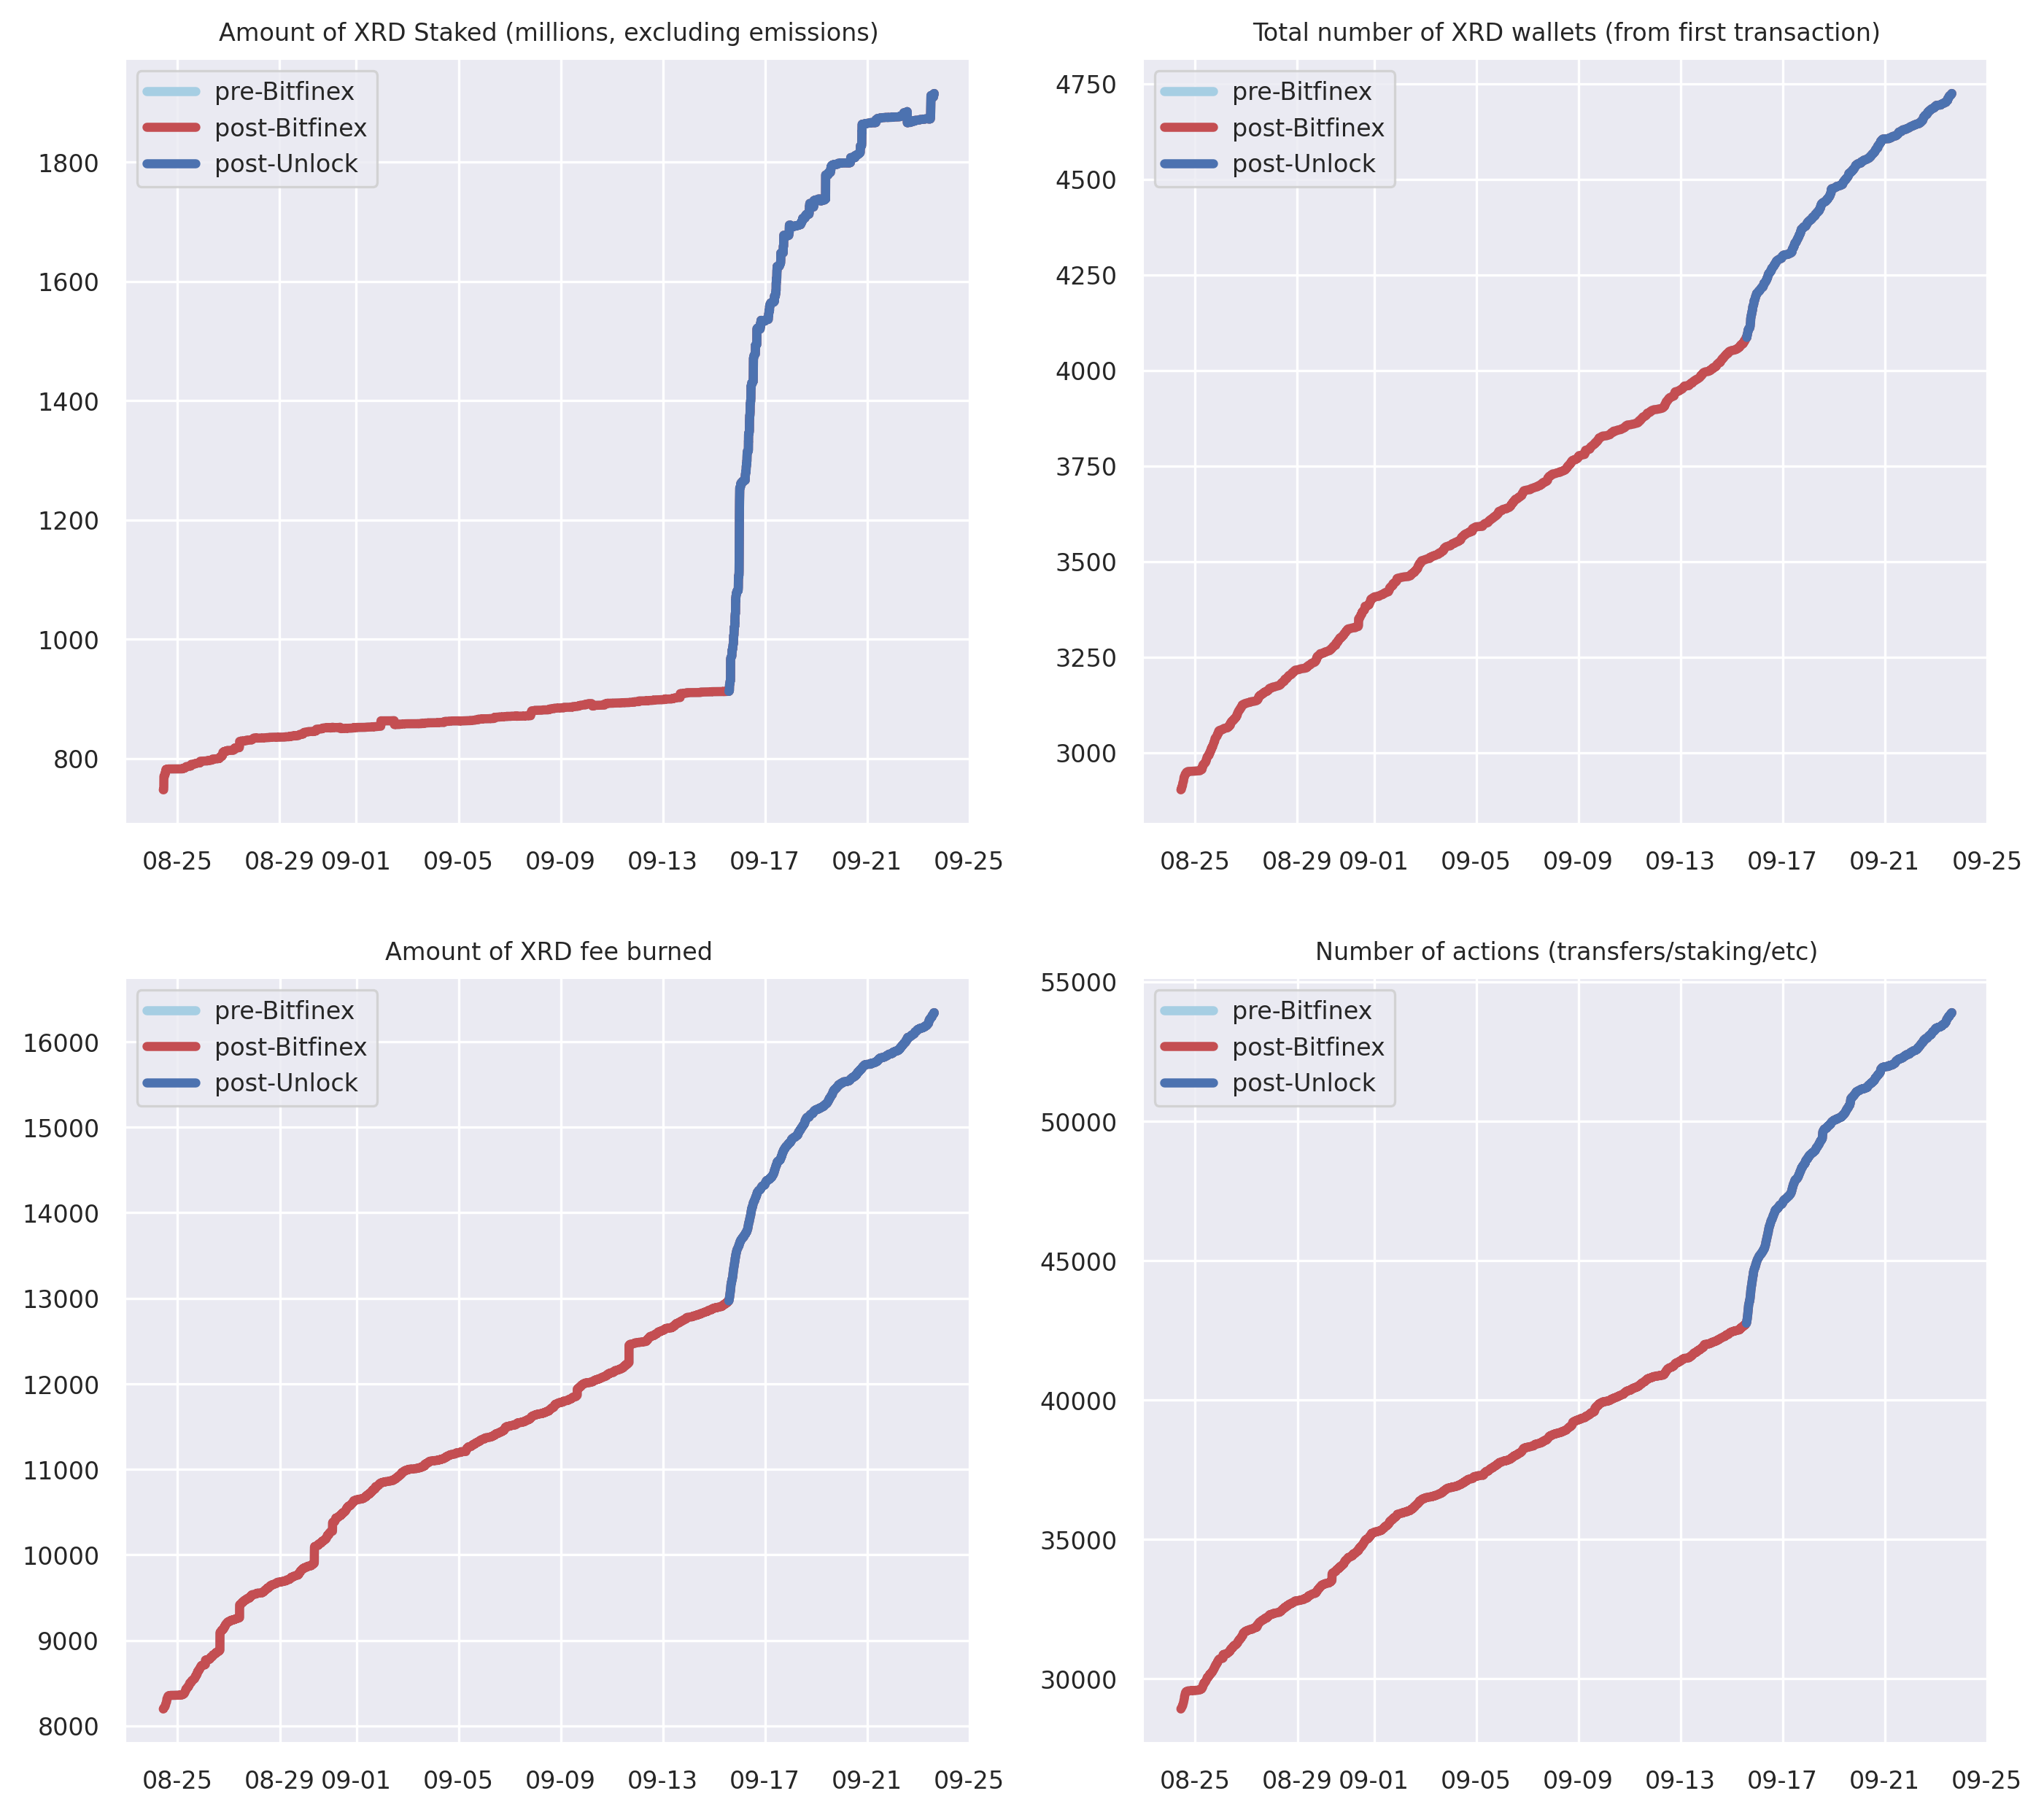 Amount of XRD Staked (millions, excluding emissions)
pre-Bitfinex
post-Bitfinex
post-Unlock
1800
1600
1400
1200
1000
800
08-25 08-29 09-01 09-05 09-09 09-13 09-17 09-21 09-25
Total number of XRD wallets (from first transaction)
pre-Bitfinex
post-Bitfinex
post-Unlock
4750
4500
4250
4000
3750
3500
3250
3000
08-25 08-29 09-01 09-05 09-09 09-13 09-17 09-21 09-25
Amount of XRD fee burned
pre-Bitfinex
post-Bitfinex
post-Unlock
16000
15000
14000
13000
12000
11000
10000
9000
8000
08-25 08-29 09-01 09-05 09-09 09-13 09-17 09-21 09-25
Number of actions (transfers/staking/etc)
pre-Bitfinex
post-Bitfinex
post-Unlock
55000
50000
45000
40000
35000
30000
08-25 08-29 09-01 09-05 09-09 09-13 09-17 09-21 09-25